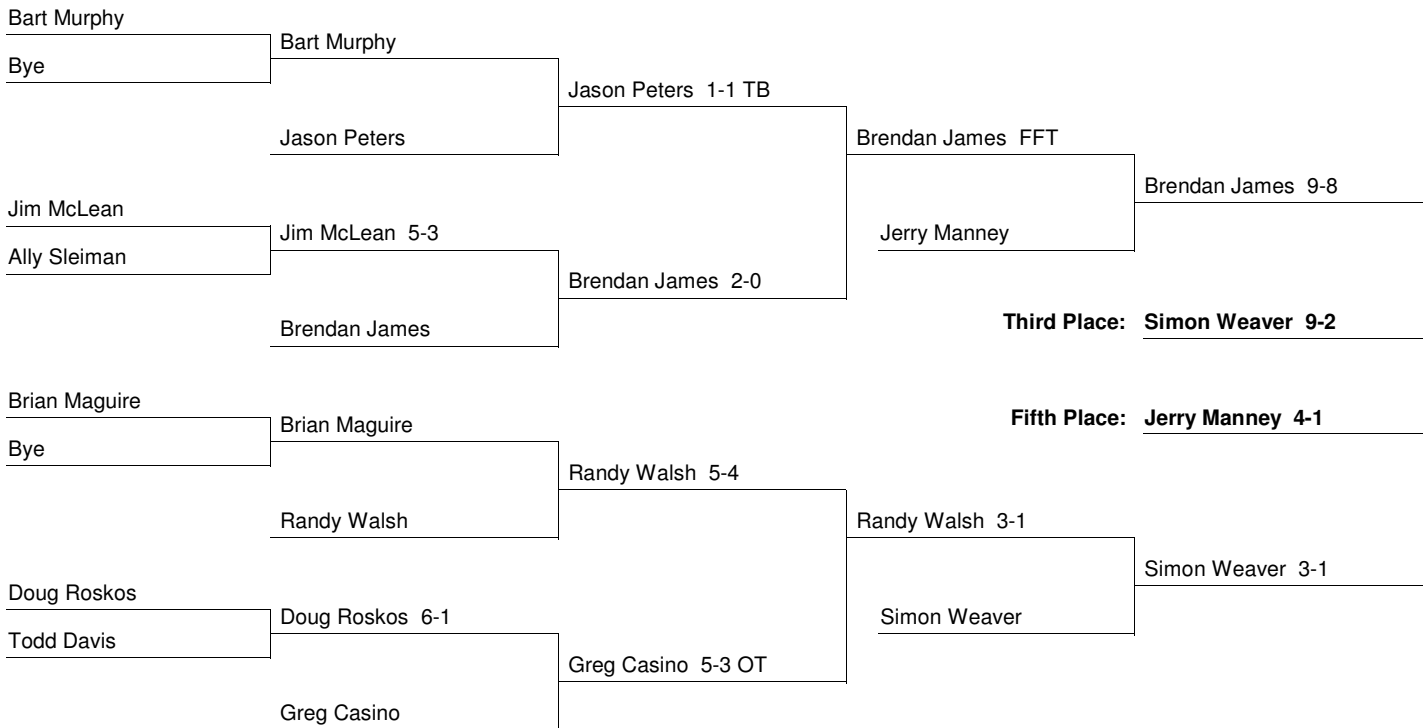 Bart Murphy
Bart Murphy
Bye
Jason Peters 1-1 TB
Jason Peters
Brendan James FFT
Brendan James 9-8
Jim McLean
Jim McLean 5-3
Jerry Manney
Ally Sleiman
Brendan James 2-0
Brendan James
Third Place: Simon Weaver 9-2
Brian Maguire
Brian Maguire
Fifth Place: Jerry Manney 4-1
Bye
Randy Walsh 5-4
Randy Walsh
Randy Walsh 3-1
Simon Weaver 3-1
Doug Roskos
Doug Roskos 6-1
Simon Weaver
Todd Davis
Greg Casino 5-3 OT
Greg Casino